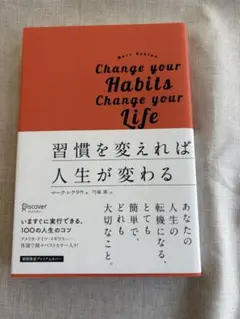 Marc Reklau
Change your
Habits
Change your
Life
習慣を変えれば
人生が変わる
マーク・レクラウ 著
弓場 隆 訳
あなたの
人生の
転機になる、
とても
簡単で、
どれも
大切なこと。
Discover
いますぐに実行できる、
100の人生のコツ